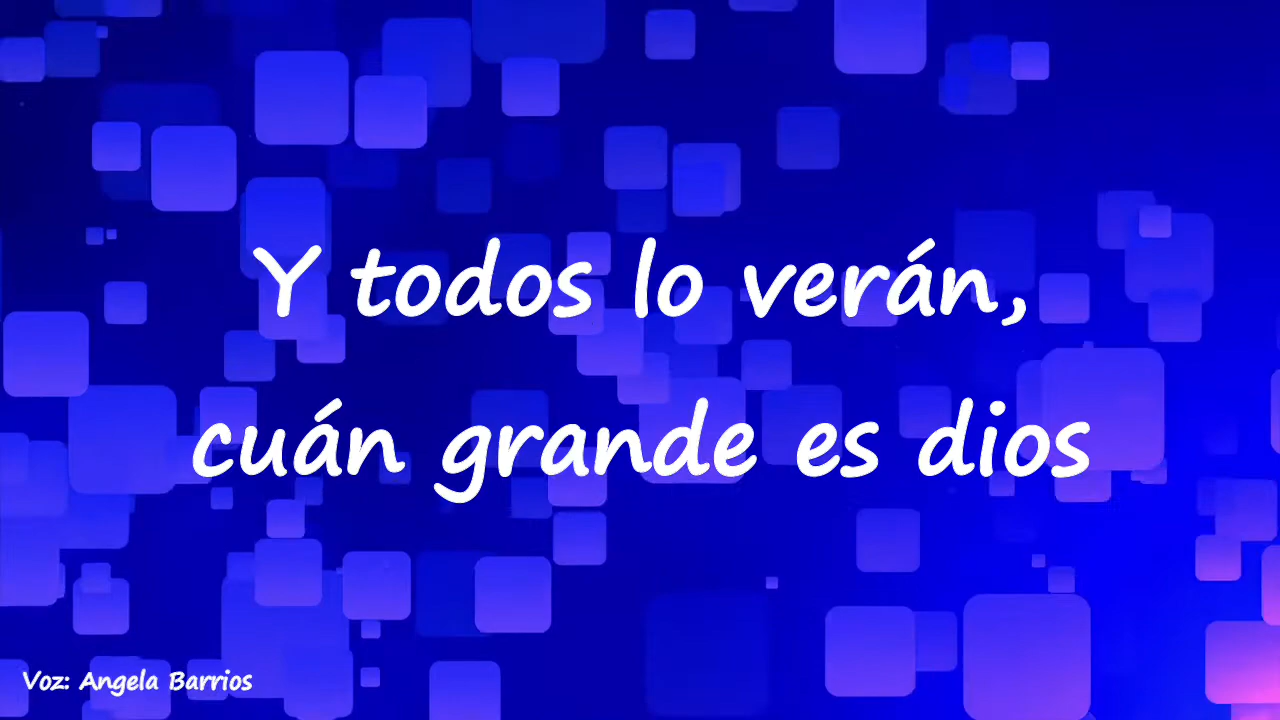 Y todos lo verán,
cuán grande es dios
Voz: Angela Barrios